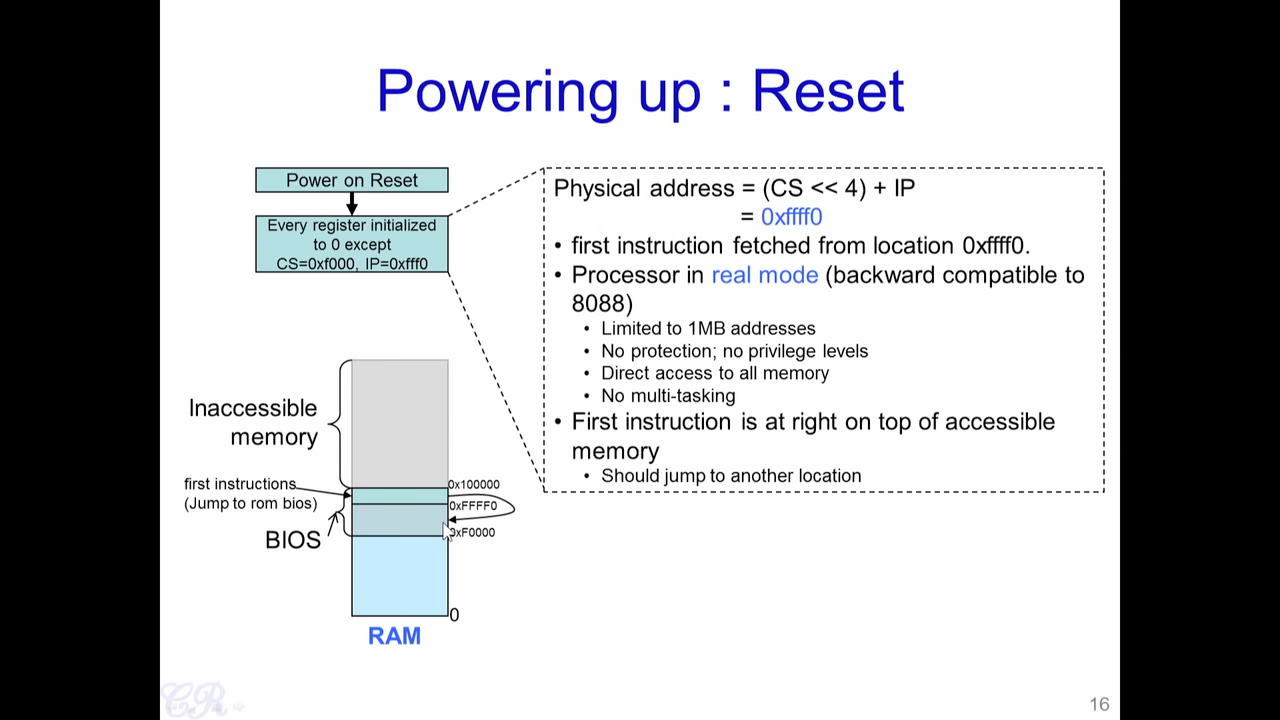 Powering up : Reset
Power on Reset
Every register initialized
to 0 except
CS=0xf000, IP=0xfff0
Physical address = (CS << 4) + IP
= 0xffff0
• first instruction fetched from location 0xffff0.
• Processor in real mode (backward compatible to
8088)
• Limited to 1MB addresses
• No protection; no privilege levels
• Direct access to all memory
• No multi-tasking
• First instruction is at right on top of accessible
memory
• Should jump to another location
Inaccessible
memory
first instructions
(Jump to rom bios)
BIOS
0x100000
0xFFFF0
0xF0000
0
RAM
CR
16